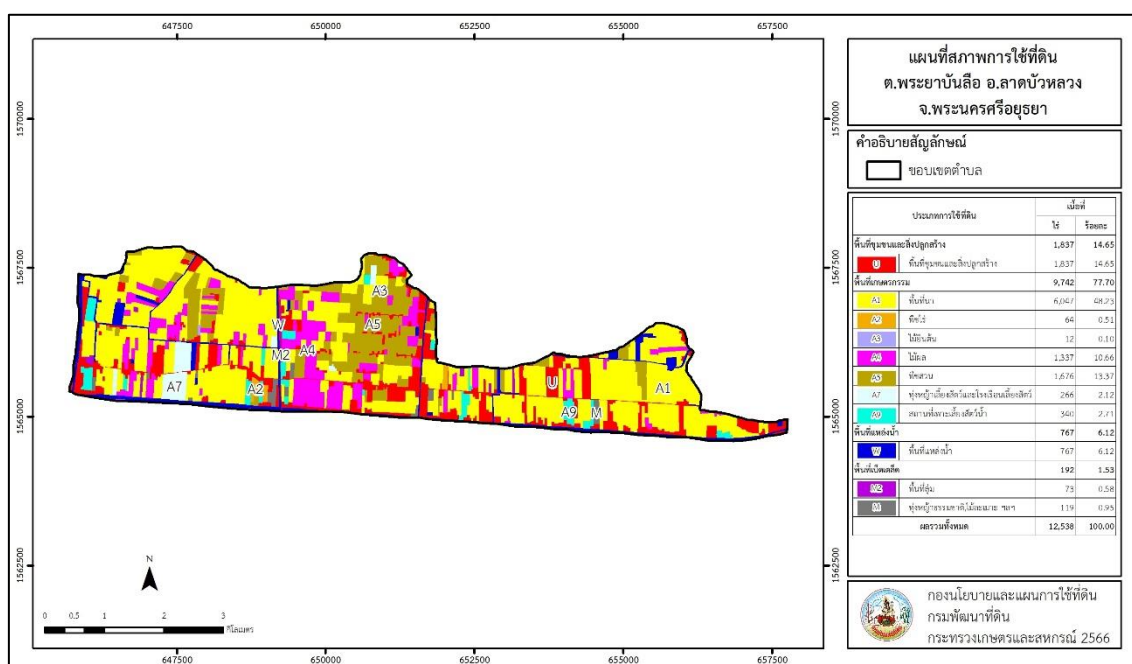 647500 650000 652500 655000 657500
แผนที่สภาพการใช้ที่ดิน
ต.พระยาบันลือ อ.ลาดบัวหลวง
จ.พระนครศรีอยุธยา
คำอธิบายสัญลักษณ์
ขอบเขตตำบล
ประเภทการใช้ที่ดิน เนื้อที่
ไร่ ร้อยละ
พื้นที่ชุมชนและสิ่งปลูกสร้าง 1,837 14.65
U พื้นที่ชุมชนและสิ่งปลูกสร้าง 1,837 14.65
พื้นที่เกษตรกรรม 9,742 77.70
A1 พื้นที่นา 6,047 48.23
A2 พืชไร่ 64 0.51
A3 ไม้ยืนต้น 12 0.10
ไม้ผล 1,337 10.66
A5 พืชสวน 1,676 13.37
A7 ทุ่งหญ้าเลี้ยงสัตว์และโรงเรือนเลี้ยงสัตว์ 266 2.12
A9 สถานที่เพาะเลี้ยงสัตว์น้ำ 340 2.71
พื้นที่แหล่งน้ำ 767 6.12
W พื้นที่แหล่งน้ำ 767 6.12
พื้นที่เบ็ดเตล็ด 192 1.53
M2 พื้นที่ลุ่ม 73 0.58
M ทุ่งหญ้าธรรมชาติ,ไม้ละเมาะ ฯลฯ 119 0.95
ผลรวมทั้งหมด 12,538 100.00
กองนโยบายและแผนการใช้ที่ดิน
กรมพัฒนาที่ดิน
กระทรวงเกษตรและสหกรณ์ 2566
1570000 1570000
1567500 1567500
1565000 1565000
1562500 1562500
A3
W A5
M2 A4
A7 A2 U A1
A9 M
N
0 0.5 1 2 3
กิโลเมตร
647500 650000 652500 655000 657500